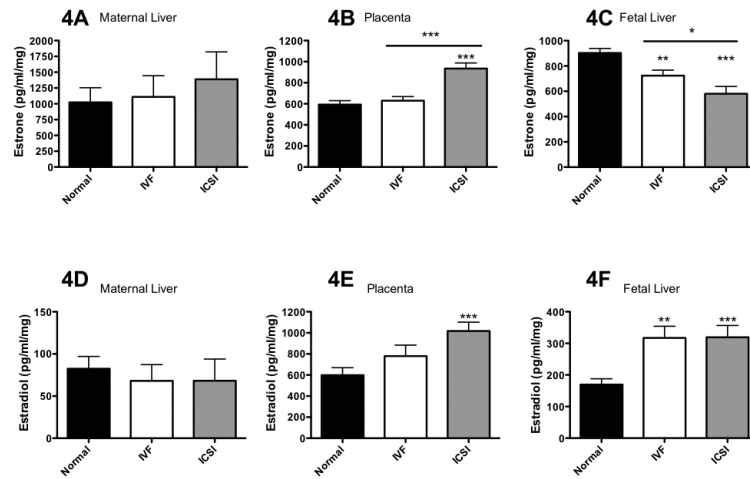 4A Maternal Liver
Estrone (pg/ml/mg)
2000
1750
1500
1250
1000
750
500
250
0
Normal IVF ICSI
4B Placenta
Estrone (pg/ml/mg)
1200
1000
800
600
400
200
0
***
***
Normal IVF ICSI
4C Fetal Liver
Estrone (pg/ml/mg)
1000
800
600
400
200
0
*
** ***
Normal IVF ICSI
4D Maternal Liver
Estradiol (pg/ml/mg)
150
100
50
0
Normal IVF ICSI
4E Placenta
Estradiol (pg/ml/mg)
1200
1000
800
600
400
200
0
***
Normal IVF ICSI
4F Fetal Liver
Estradiol (pg/ml/mg)
400
300
200
100
0
** ***
Normal IVF ICSI